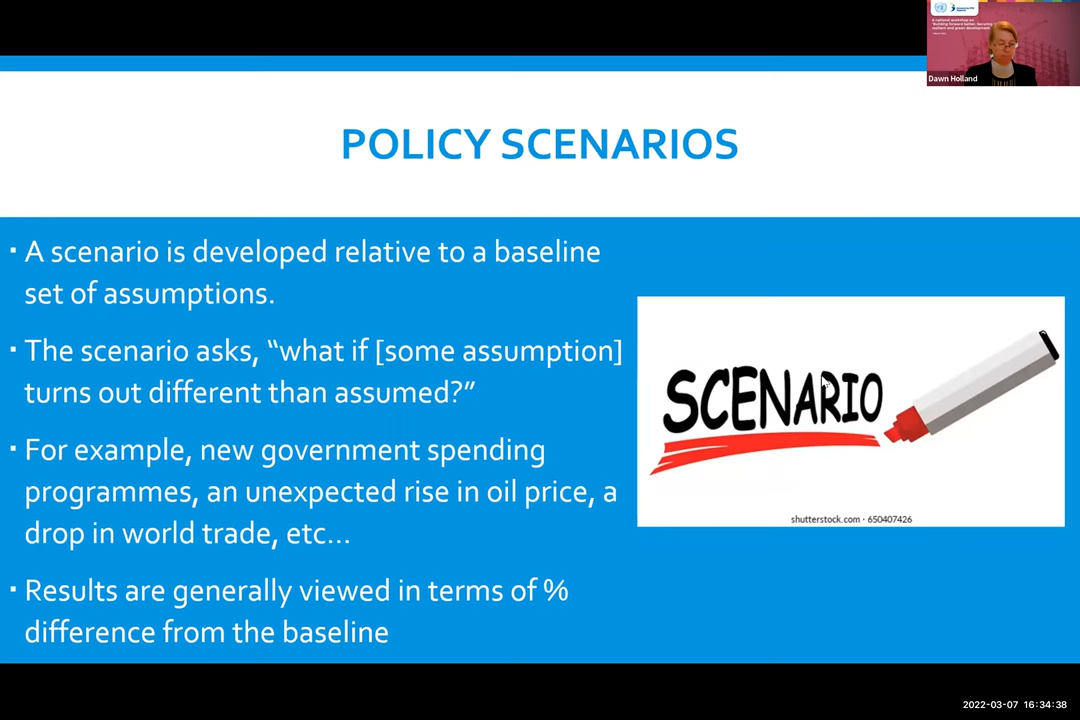 A national workshop on
Dawn Holland
POLICY SCENARIOS
▪ A scenario is developed relative to a baseline
set of assumptions.
▪ The scenario asks, “what if [some assumption]
turns out different than assumed?”
▪ For example, new government spending
programmes, an unexpected rise in oil price, a
drop in world trade, etc...
▪ Results are generally viewed in terms of %
difference from the baseline
SCENARIO
shutterstock.com · 650407426
2022-03-07 16:34:38